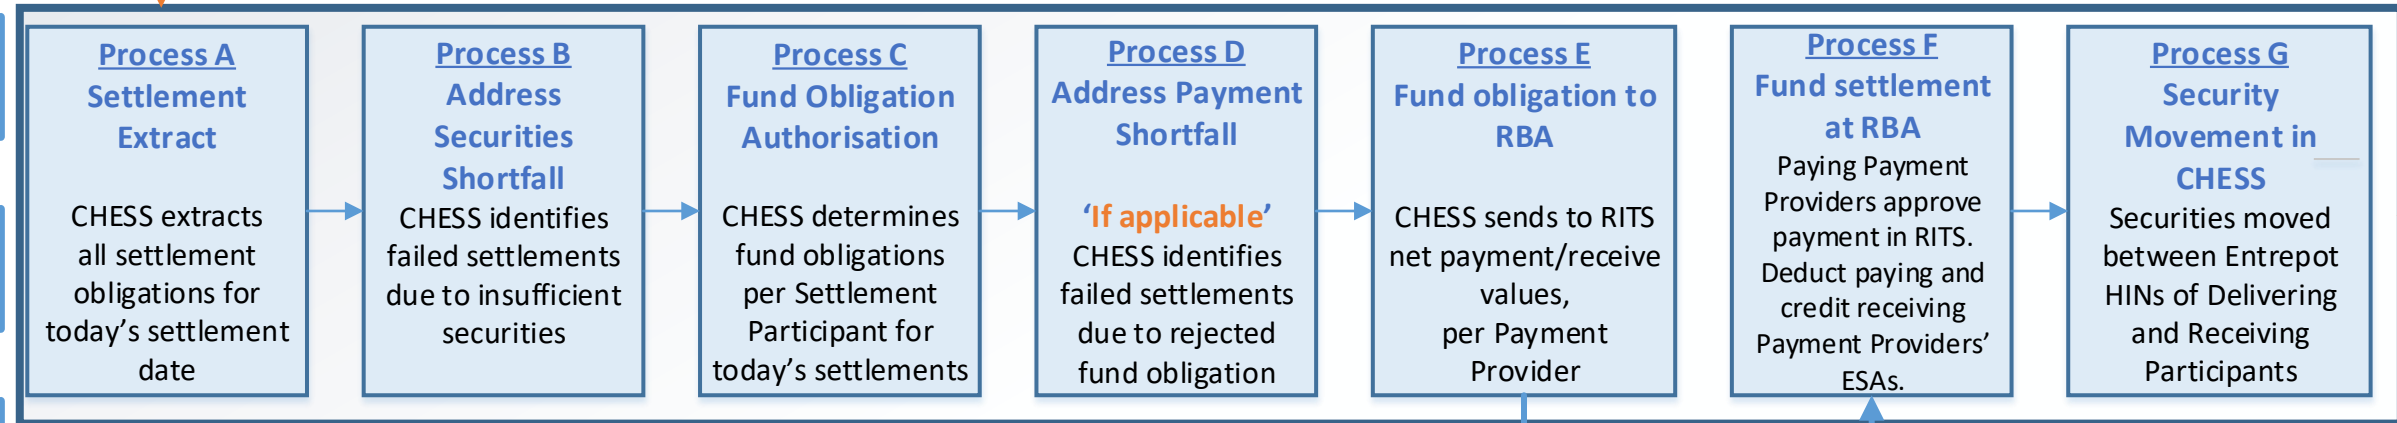 Process A
Settlement
Extract
CHESS extracts
all settlement
obligations for
today’s settlement
date
Process B
Address
Securities
Shortfall
CHESS identifies
failed settlements
due to insufficient
securities
Process C
Fund Obligation
Authorisation
CHESS determines
fund obligations
per Settlement
Participant for
today’s settlements
Process D
Address Payment
Shortfall
‘If applicable’
CHESS identifies
failed settlements
due to rejected
fund obligation
Process E
Fund obligation to
RBA
CHESS sends to RITS
net payment/receive
values,
per Payment
Provider
Process F
Fund settlement
at RBA
Paying Payment
Providers approve
payment in RITS.
Deduct paying and
credit receiving
Payment Providers’
ESAs.
Process G
Security
Movement in
CHESS
Securities moved
between Entrepot
HINs of Delivering
and Receiving
Participants